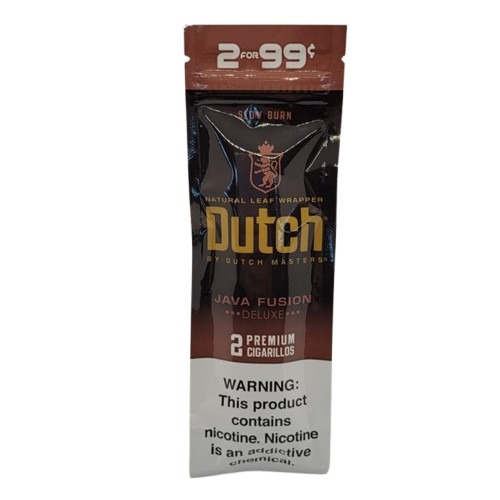 2 FOR 99¢
SLOW BURN
NATURAL LEAF WRAPPER
Dutch
BY DUTCH MASTERS®
JAVA FUSION
•••DELUXE•••
2 PREMIUM
CIGARILLOS
WARNING:
This product
contains
nicotine. Nicotine
is an addictive
chemical.